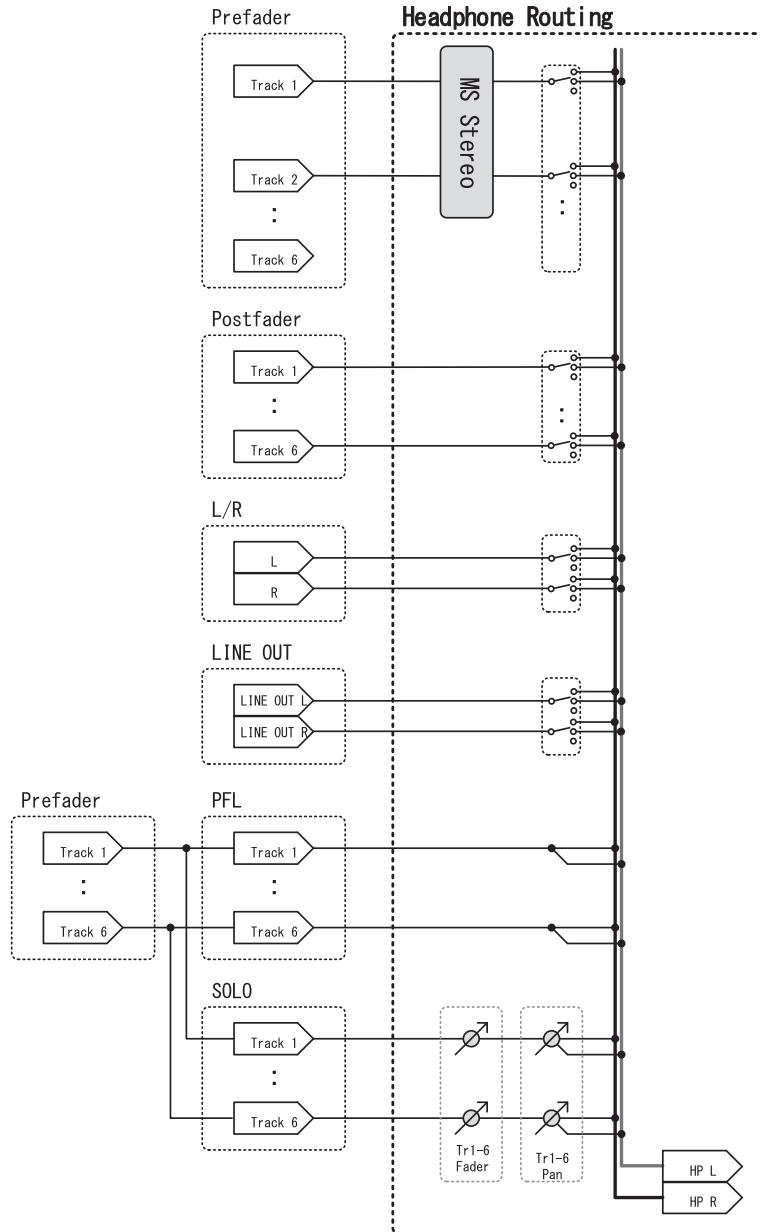 Prefader
Headphone Routing
Track 1
MS Stereo
Track 2
:
:
Track 6
Postfader
Track 1
:
:
Track 6
L/R
L
R
LINE OUT
LINE OUT L
LINE OUT R
Prefader
PFL
Track 1
Track 1
:
:
Track 6
Track 6
SOLO
Track 1
:
Track 6
Tr1-6
Fader
Tr1-6
Pan
HP L
HP R